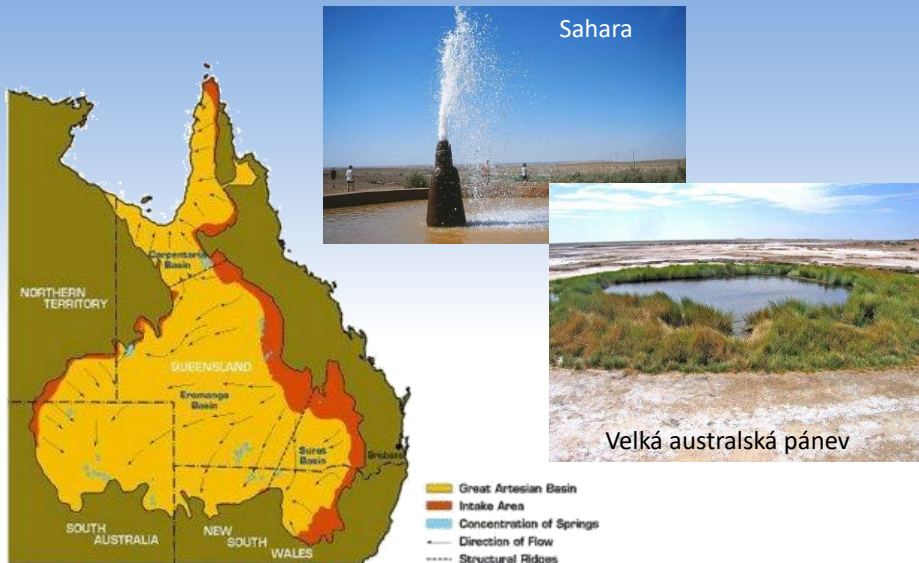 Sahara
Velká australská pánev
Carpentaria
Basin
NORTHERN
TERRITORY
QUEENSLAND
Eromanga
Basin
Surat
Basin
Brisbane
SOUTH
AUSTRALIA
NEW
SOUTH
WALES
Great Artesian Basin
Intake Area
Concentration of Springs
Direction of Flow
Structural Ridges